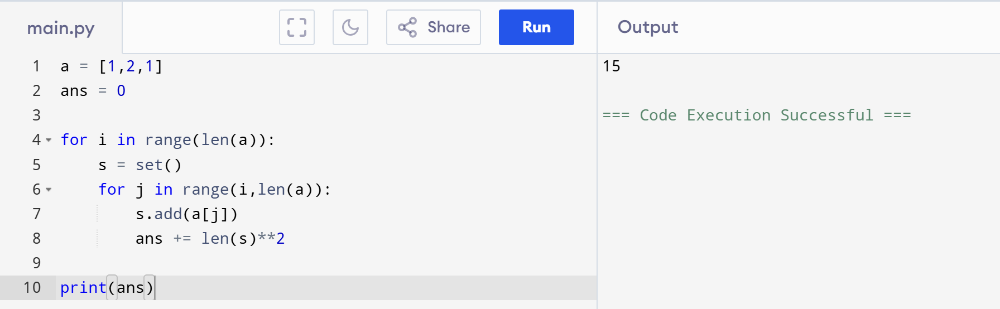 main.py
Share
Run
Output
1 a = [1,2,1]
2 ans = 0
3
4 for i in range(len(a)):
5     s = set()
6     for j in range(i,len(a)):
7         s.add(a[j])
8         ans += len(s)**2
9
10 print(ans)
15
=== Code Execution Successful ===